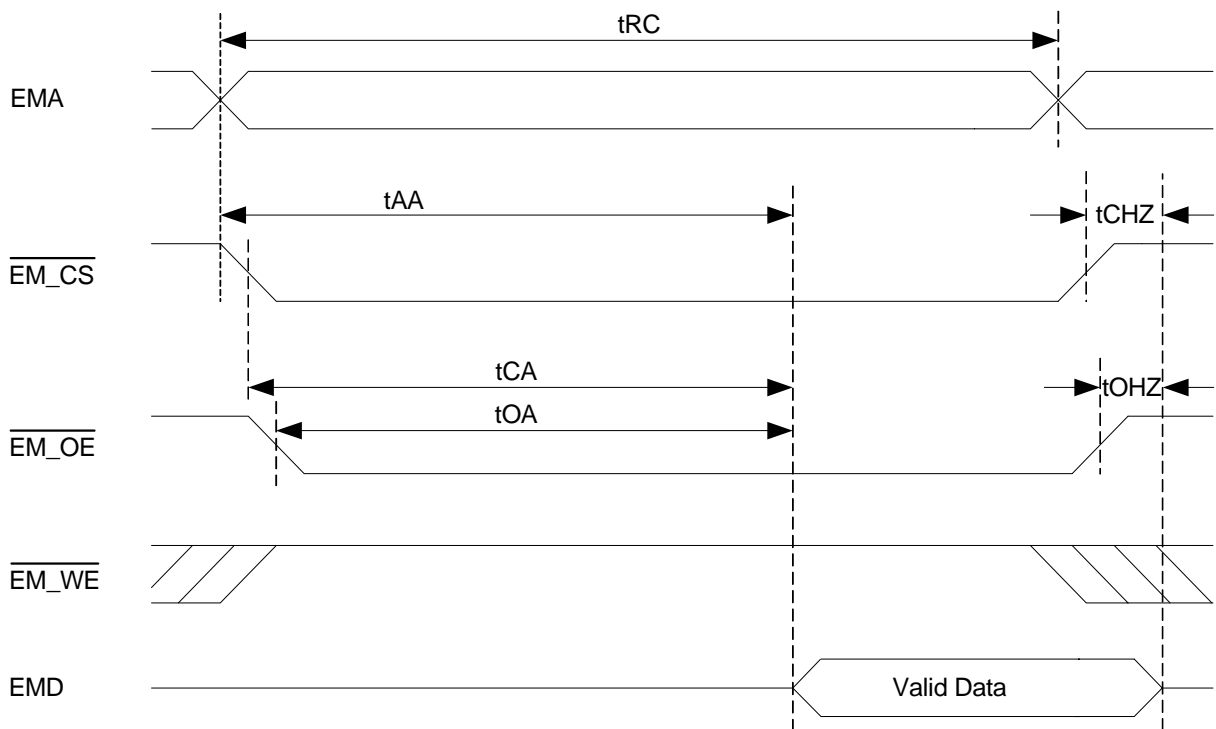 tRC
EMA
tAA
tCHZ
EM_CS
tCA
tOHZ
tOA
EM_OE
EM_WE
EMD
Valid Data